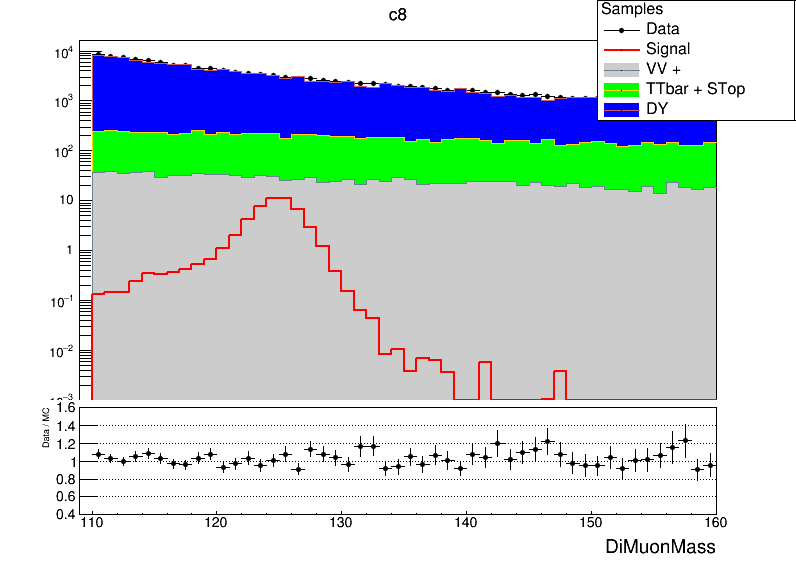 c8
Samples
Data
Signal
VV +
TTbar + STop
DY
10⁴
10³
10²
10
1
10⁻¹
10⁻²
10⁻³
Data / MC
1.6
1.4
1.2
1
0.8
0.6
0.4
110 120 130 140 150 160
DiMuonMass